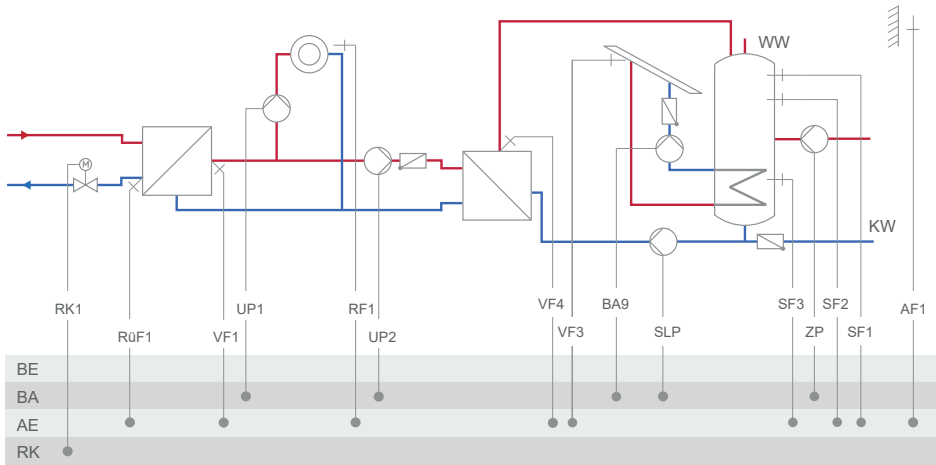 WW
M
KW
RK1
UP1
RF1
VF4
BA9
SF3
SF2
AF1
RüF1
VF1
UP2
VF3
SLP
ZP
SF1
BE
BA
AE
RK